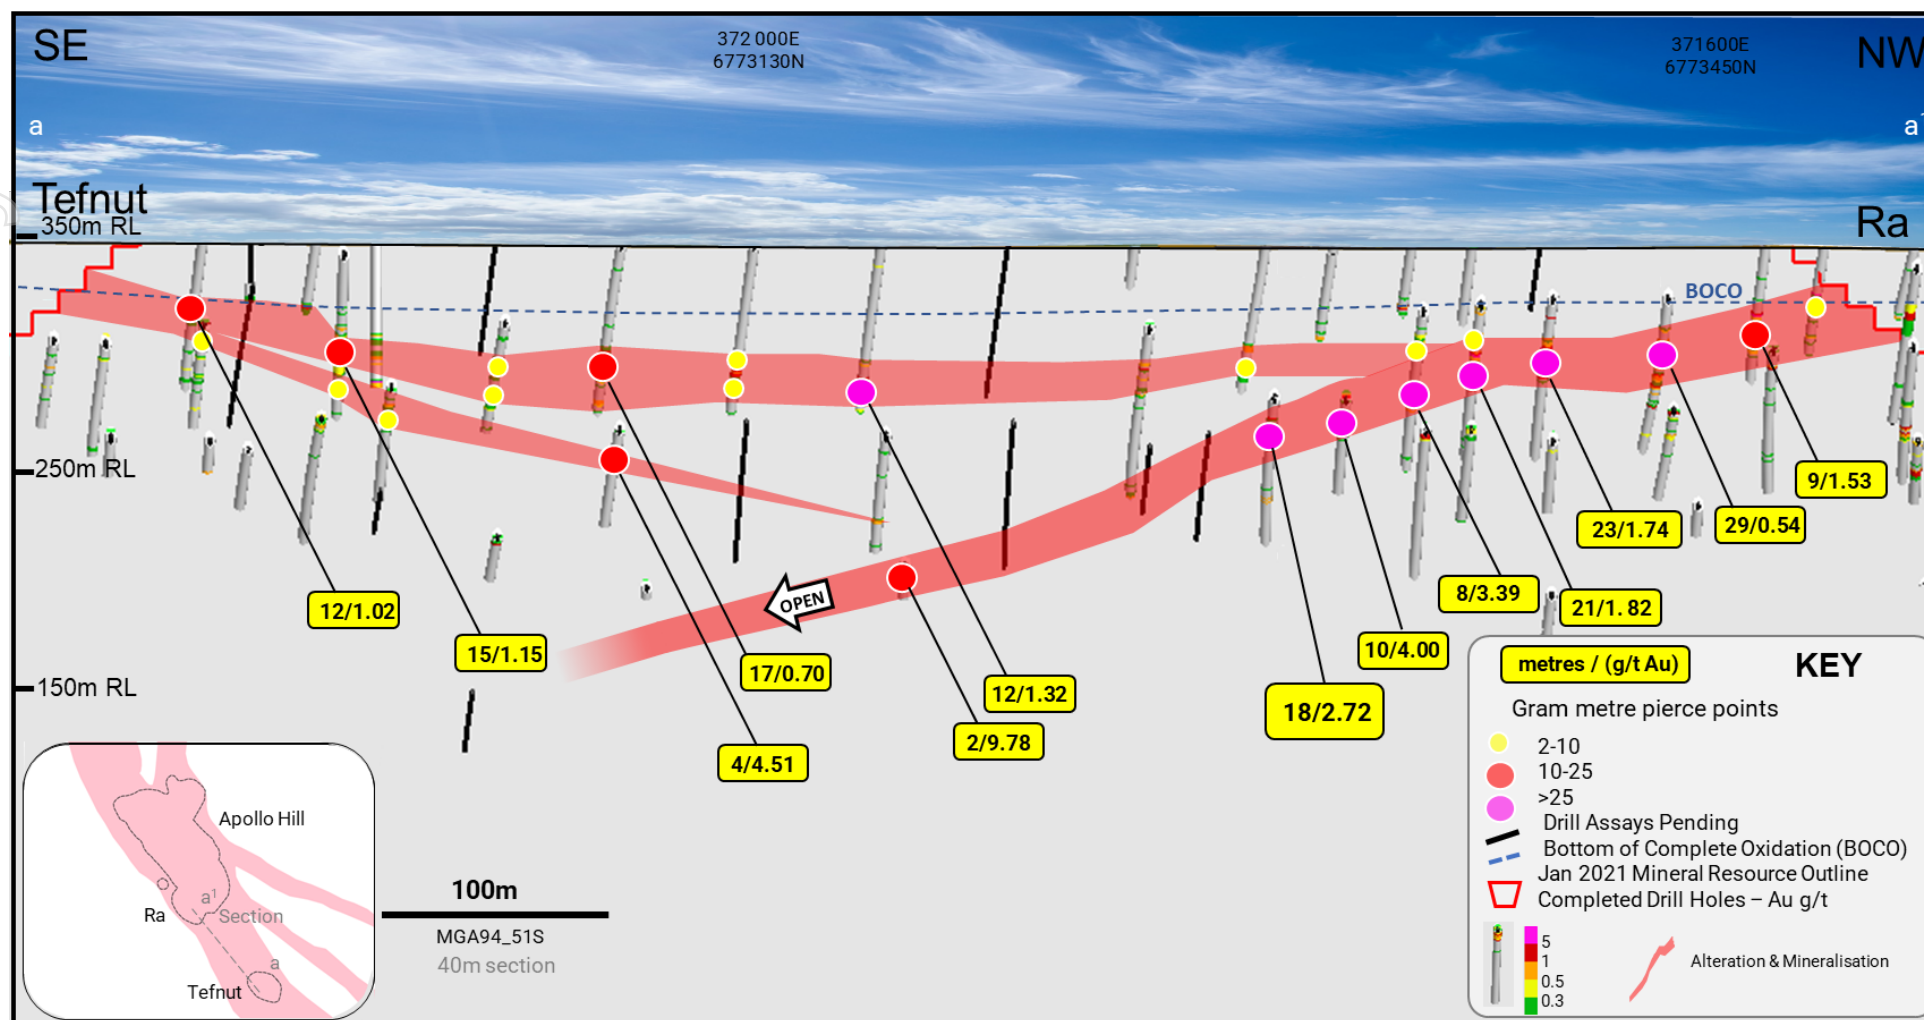 SE
372 000E
6773130N
371600E
6773450N
NW
a
a¹
Tefnut
350m RL
Ra
BOCO
250m RL
150m RL
OPEN
12/1.02
15/1.15
17/0.70
4/4.51
12/1.32
2/9.78
18/2.72
10/4.00
8/3.39
21/1. 82
23/1.74
29/0.54
9/1.53
metres / (g/t Au)
KEY
Gram metre pierce points
2-10
10-25
>25
Drill Assays Pending
Bottom of Complete Oxidation (BOCO)
Jan 2021 Mineral Resource Outline
Completed Drill Holes – Au g/t
5
1
0.5
0.3
Alteration & Mineralisation
Apollo Hill
a¹
Ra
Section
a
Tefnut
100m
MGA94_51S
40m section